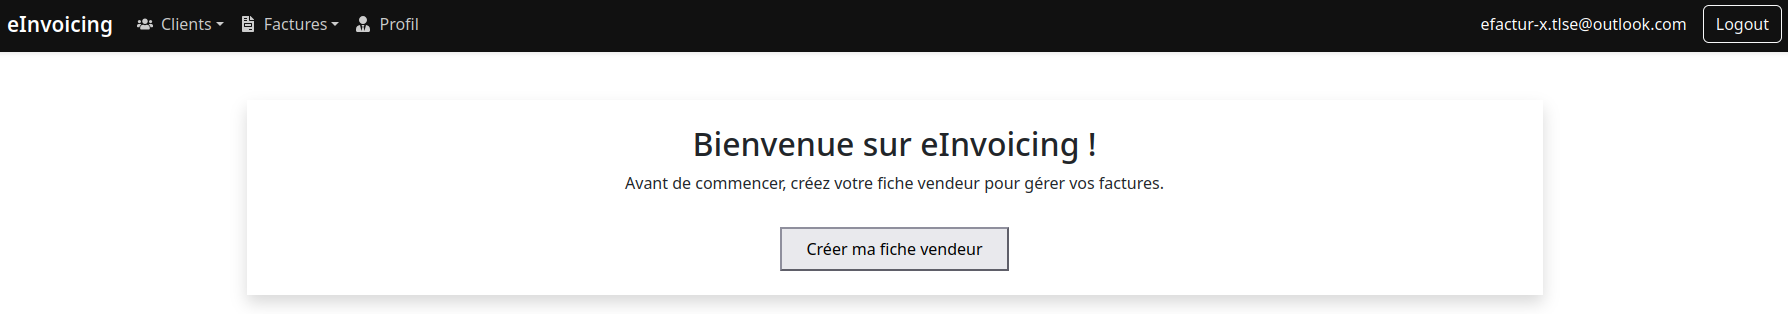 eInvoicing Clients Factures Profil efactur-x.tlse@outlook.com Logout
Bienvenue sur eInvoicing !
Avant de commencer, créez votre fiche vendeur pour gérer vos factures.
Créer ma fiche vendeur